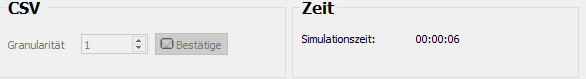 CSV
Granularität 1 Bestätige
Zeit
Simulationszeit: 00:00:06